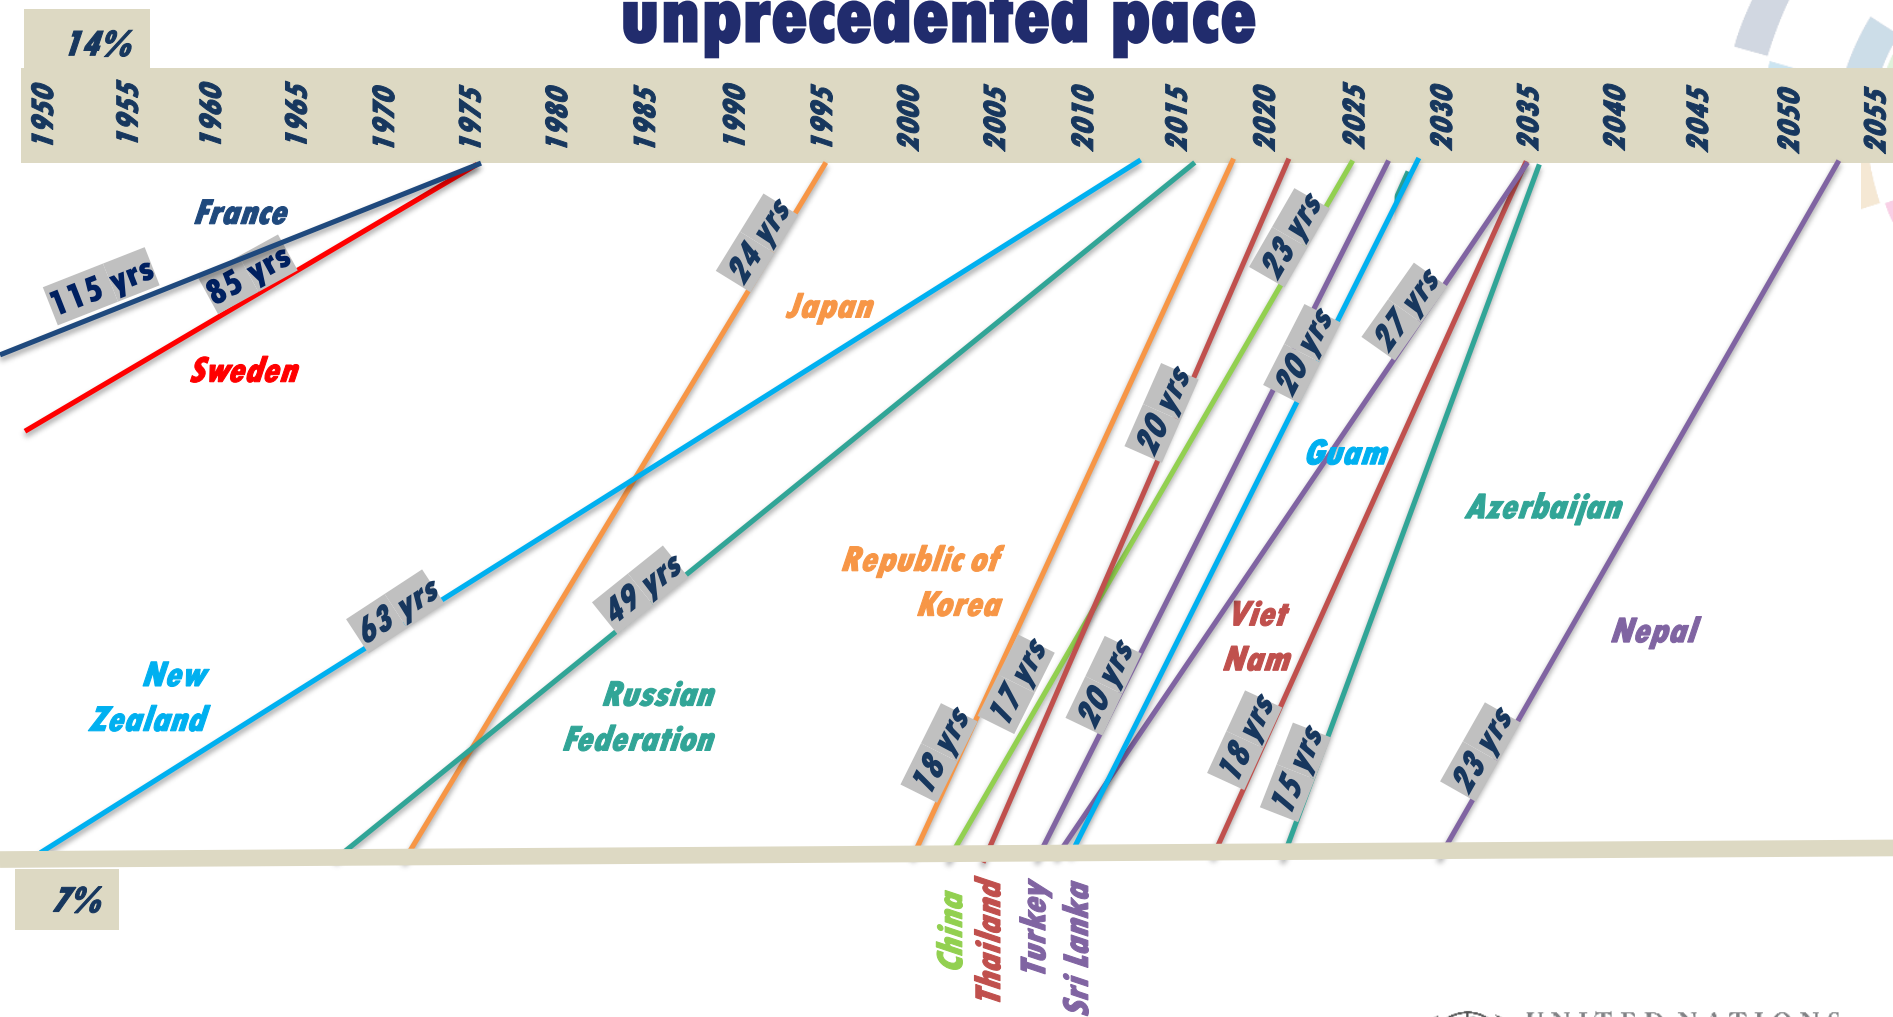 unprecedented pace
14%
1950 1955 1960 1965 1970 1975 1980 1985 1990 1995 2000 2005 2010 2015 2020 2025 2030 2035 2040 2045 2050 2055
France
115 yrs
85 yrs
Sweden
24 yrs
Japan
23 yrs
20 yrs
27 yrs
20 yrs
Guam
Azerbaijan
49 yrs
63 yrs
Republic of
Korea
Viet
Nam
Nepal
New
Zealand
Russian
Federation
18 yrs
17 yrs
20 yrs
18 yrs
15 yrs
23 yrs
7%
China
Thailand
Turkey
Sri Lanka
UNITED NATIONS